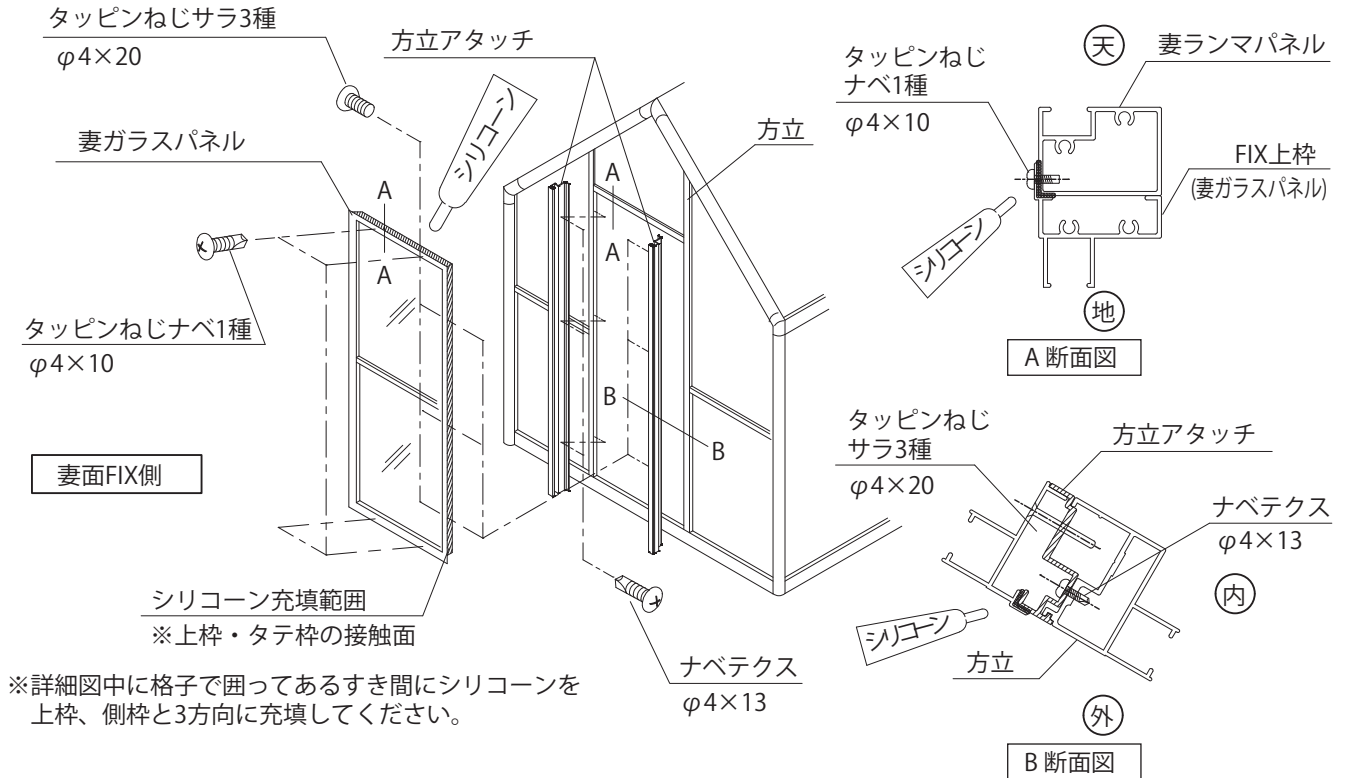 タッピンねじサラ3種
φ4×20
方立アタッチ
シリコーン
妻ガラスパネル
方立
A
A
A
A
タッピンねじナベ1種
φ4×10
B
B
妻面FIX側
シリコーン充填範囲
※上枠・タテ枠の接触面
ナベテクス
φ4×13
※詳細図中に格子で囲ってあるすき間にシリコーンを
上枠、側枠と3方向に充填してください。
天
妻ランマパネル
タッピンねじ
ナベ1種
φ4×10
FIX上枠
(妻ガラスパネル)
シリコーン
地
A 断面図
タッピンねじ
サラ3種
φ4×20
方立アタッチ
ナベテクス
φ4×13
内
シリコーン
方立
外
B 断面図